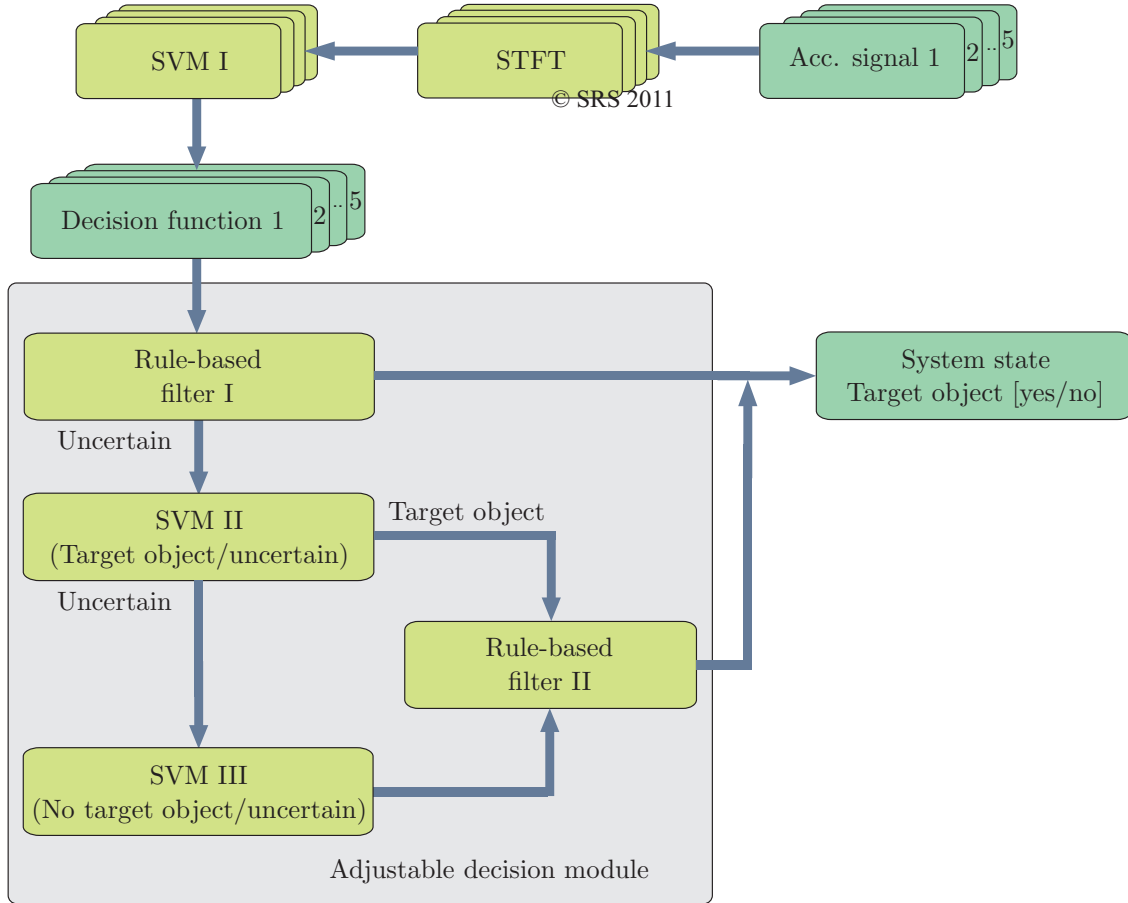 SVM I
STFT
Acc. signal 1
2
..
5
© SRS 2011
Decision function 1
2
..
5
Rule-based
filter I
System state
Target object [yes/no]
Uncertain
SVM II
(Target object/uncertain)
Target object
Uncertain
Rule-based
filter II
SVM III
(No target object/uncertain)
Adjustable decision module